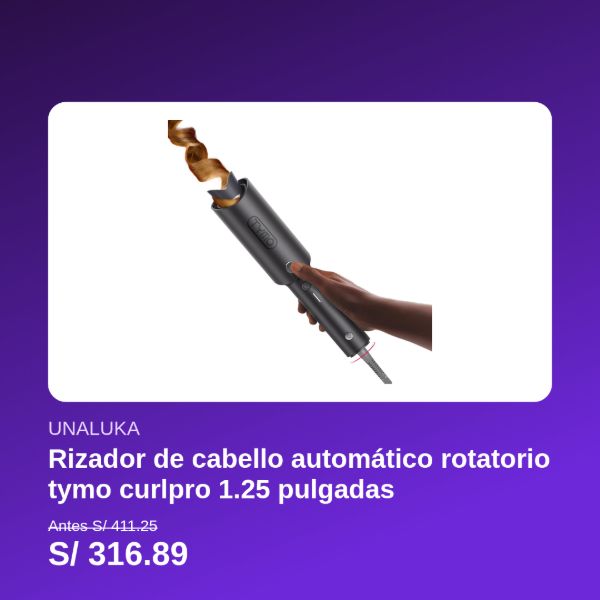 TYMO
UNALUKA
Rizador de cabello automático rotatorio
tymo curlpro 1.25 pulgadas
Antes S/ 411.25
S/ 316.89